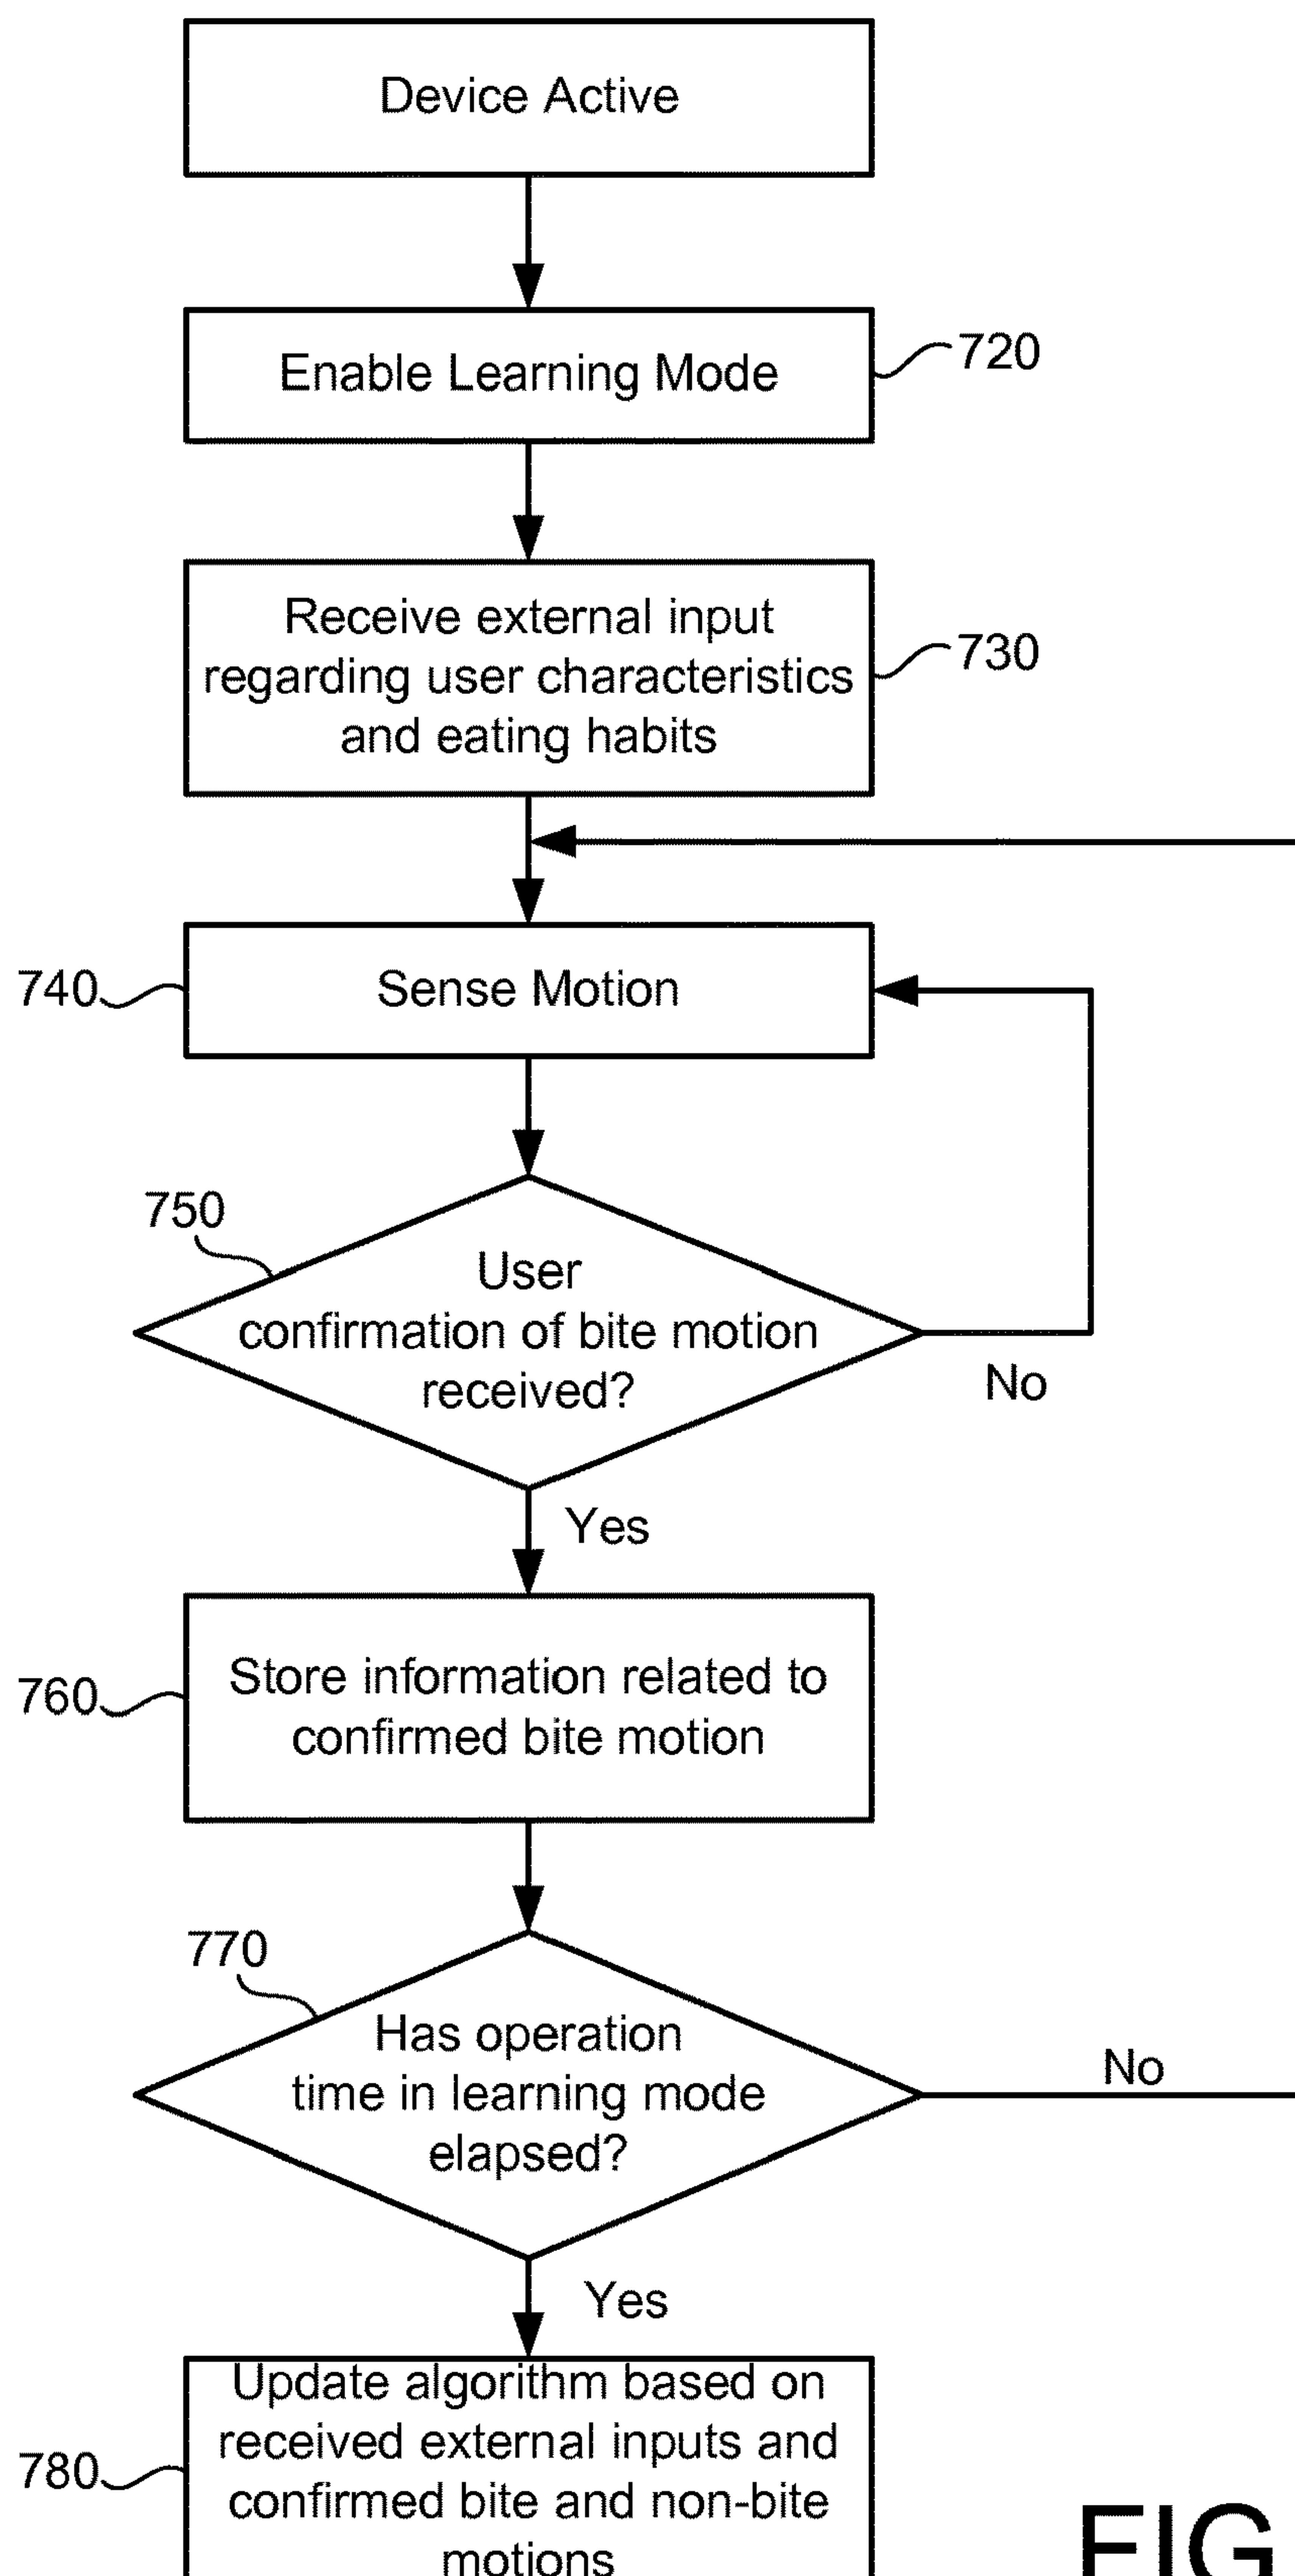 Device Active
Enable Learning Mode
720
Receive external input
regarding user characteristics
and eating habits
730
740
Sense Motion
750
User
confirmation of bite motion
received?
No
Yes
760
Store information related to
confirmed bite motion
770
Has operation
time in learning mode
elapsed?
No
Yes
780
Update algorithm based on
received external inputs and
confirmed bite and non-bite
motions
FIG